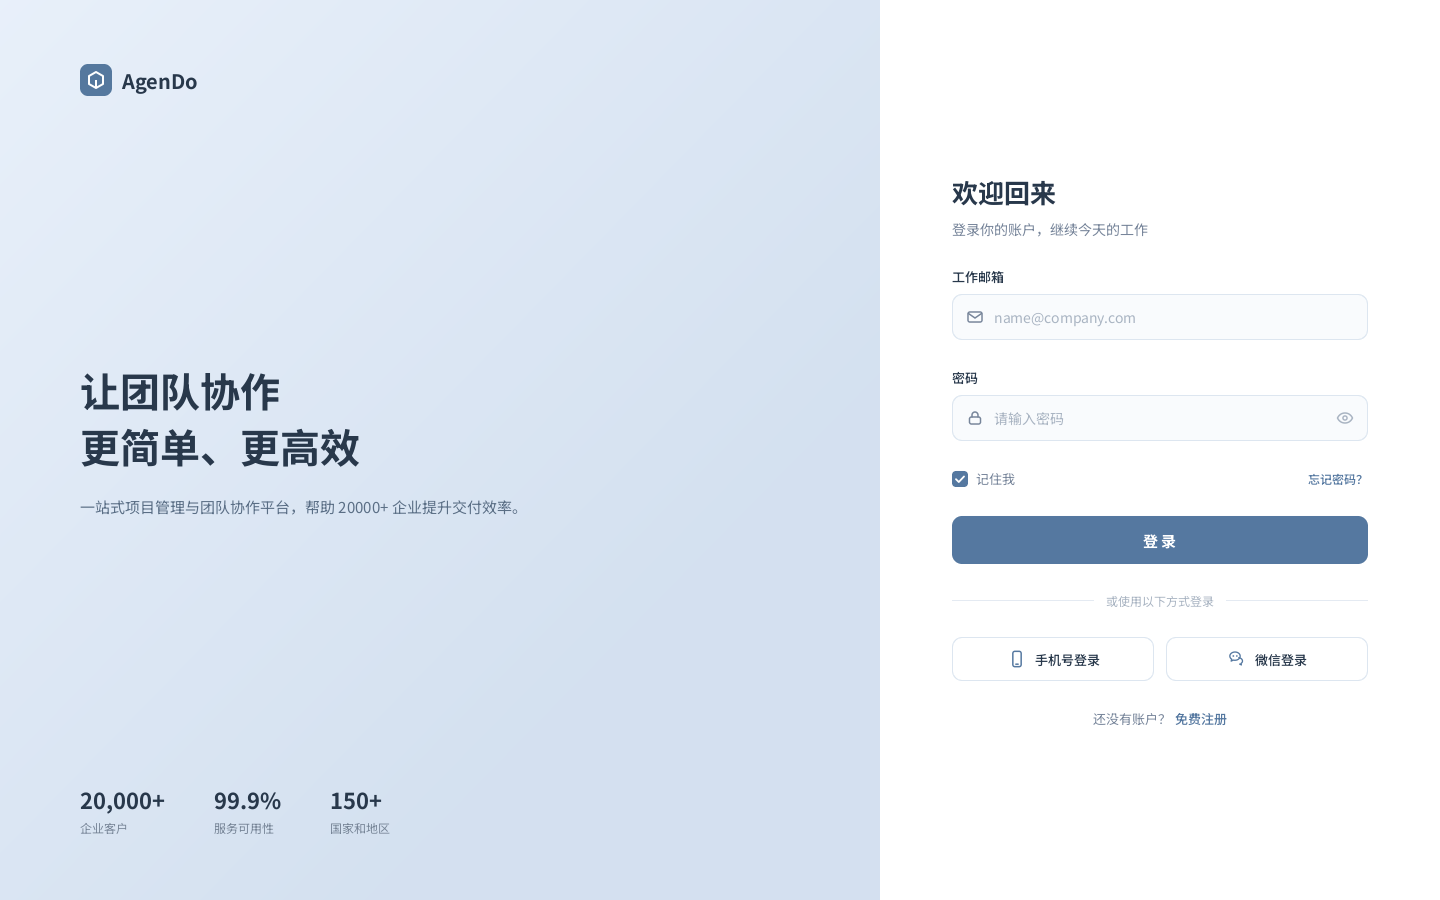 AgenDo
让团队协作
更简单、更高效
一站式项目管理与团队协作平台，帮助 20000+ 企业提升交付效率。
20,000+
企业客户
99.9%
服务可用性
150+
国家和地区
欢迎回来
登录你的账户，继续今天的工作
工作邮箱
name@company.com
密码
请输入密码
记住我
忘记密码？
登 录
或使用以下方式登录
手机号登录
微信登录
还没有账户？ 免费注册